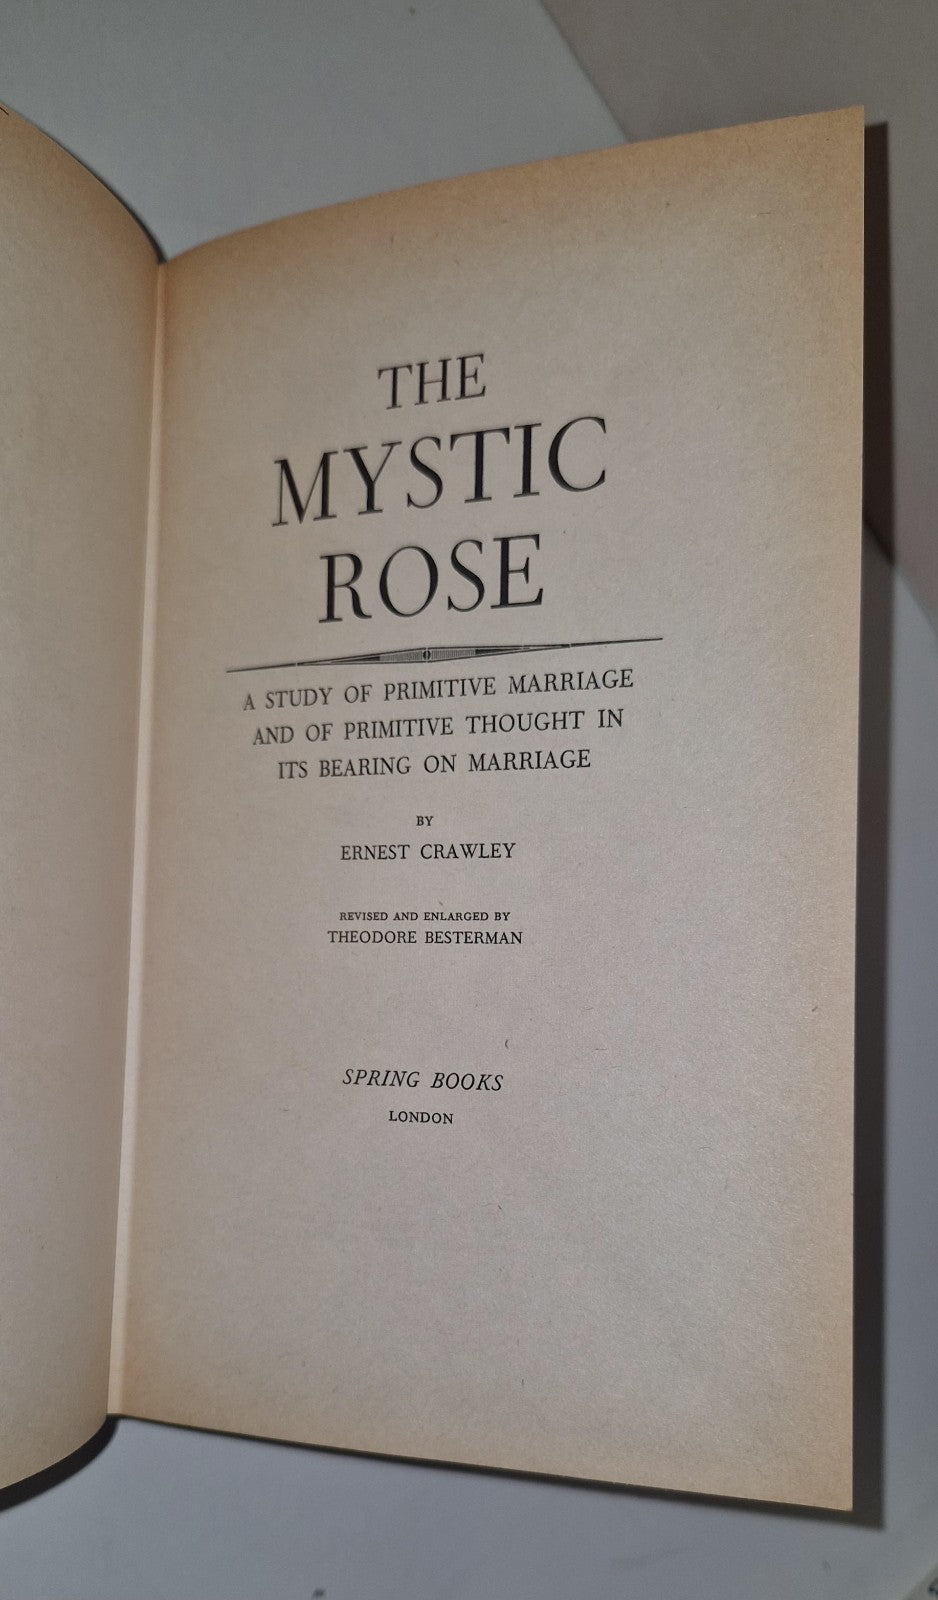 THE
MYSTIC
ROSE
A STUDY OF PRIMITIVE MARRIAGE
AND OF PRIMITIVE THOUGHT IN
ITS BEARING ON MARRIAGE
BY
ERNEST CRAWLEY
REVISED AND ENLARGED BY
THEODORE BESTERMAN
SPRING BOOKS
LONDON